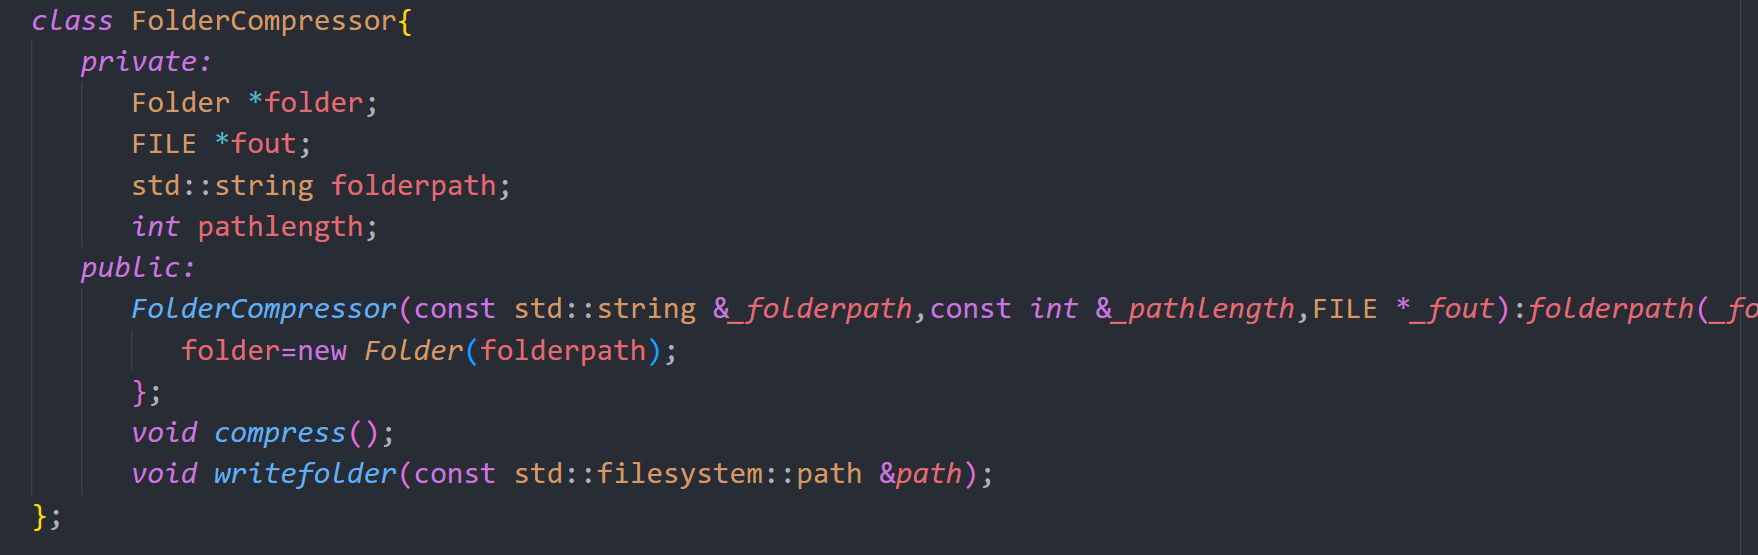 class FolderCompressor{
private:
Folder *folder;
FILE *fout;
std::string folderpath;
int pathlength;
public:
FolderCompressor(const std::string &_folderpath,const int &_pathlength,FILE *_fout):folderpath(_fo
folder=new Folder(folderpath);
};
void compress();
void writefolder(const std::filesystem::path &path);
};